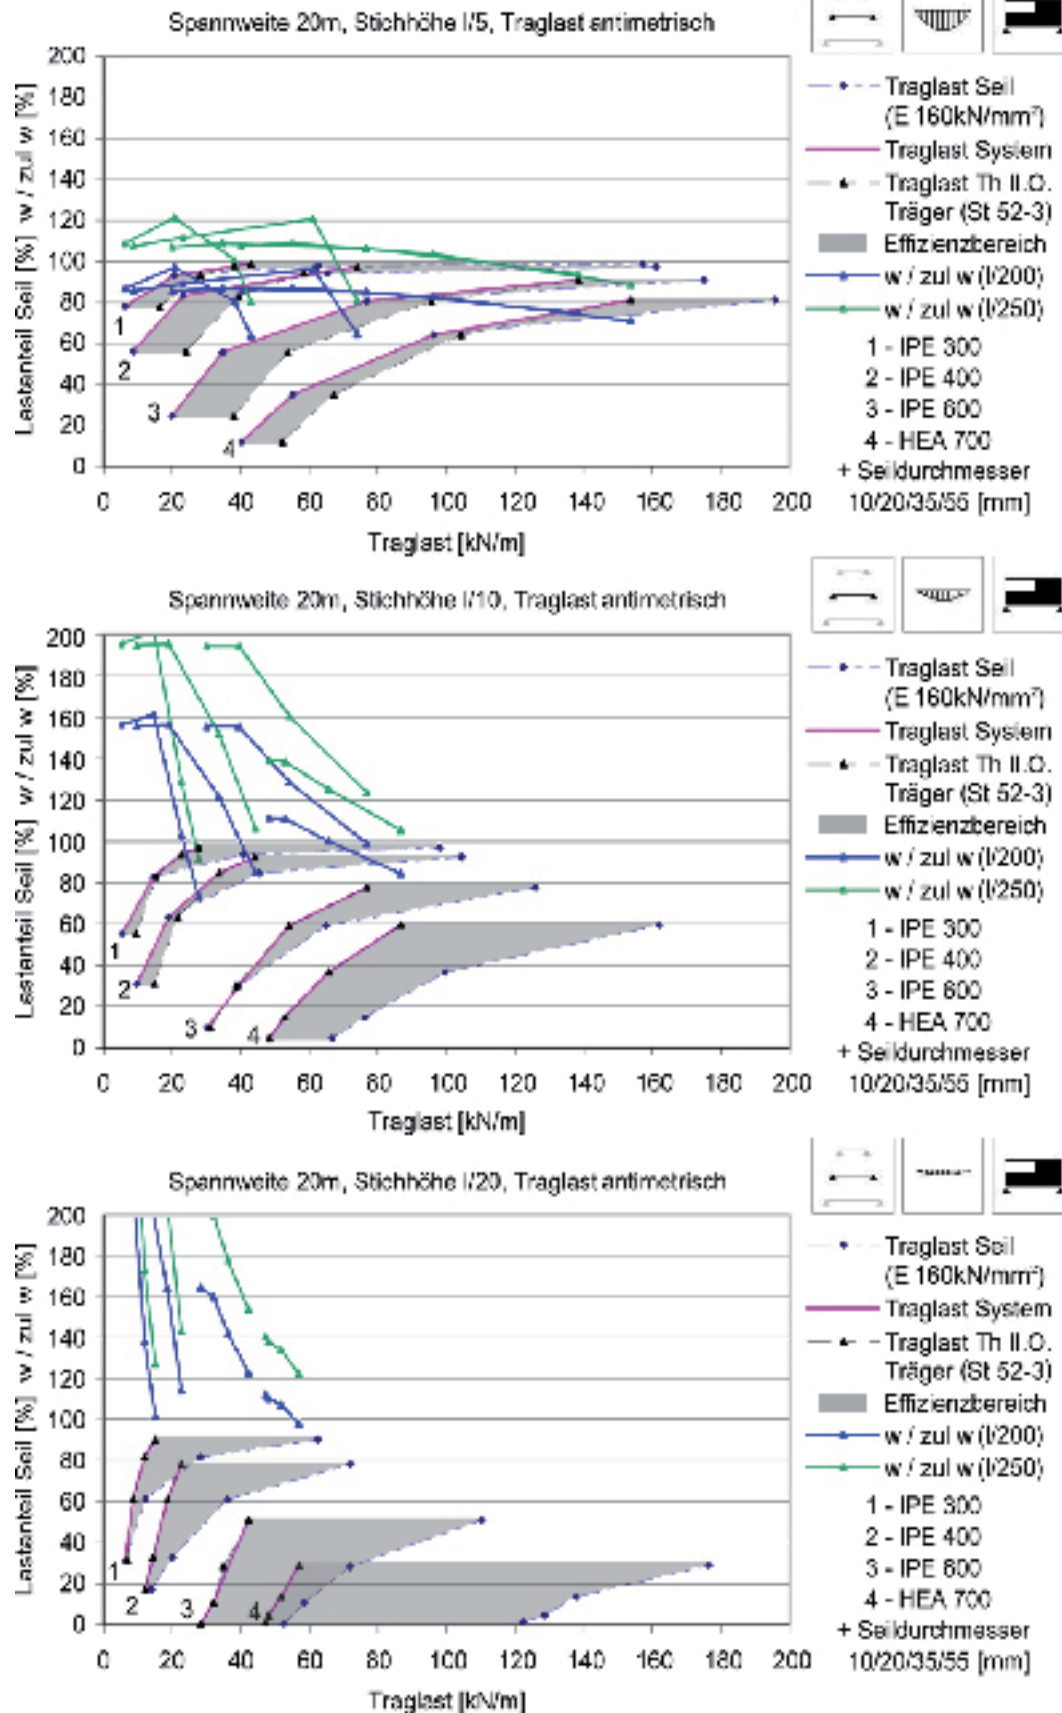 Spannweite 20m, Stichhöhe l/5, Traglast antimetrisch
Lastanteil Seil [%] w / zul w [%]
200
180
160
140
120
100
80
60
40
20
0
1
2
3
4
0 20 40 60 80 100 120 140 160 180 200
Traglast [kN/m]
Traglast Seil
(E 160kN/mm²)
Traglast System
Traglast Th II.O.
Träger (St 52-3)
Effizienzbereich
w / zul w (l/200)
w / zul w (l/250)
1 - IPE 300
2 - IPE 400
3 - IPE 600
4 - HEA 700
+ Seildurchmesser
10/20/35/55 [mm]
Spannweite 20m, Stichhöhe l/10, Traglast antimetrisch
Lastanteil Seil [%] w / zul w [%]
200
180
160
140
120
100
80
60
40
20
0
1
2
3
4
0 20 40 60 80 100 120 140 160 180 200
Traglast [kN/m]
Traglast Seil
(E 160kN/mm²)
Traglast System
Traglast Th II.O.
Träger (St 52-3)
Effizienzbereich
w / zul w (l/200)
w / zul w (l/250)
1 - IPE 300
2 - IPE 400
3 - IPE 600
4 - HEA 700
+ Seildurchmesser
10/20/35/55 [mm]
Spannweite 20m, Stichhöhe l/20, Traglast antimetrisch
Lastanteil Seil [%] w / zul w [%]
200
180
160
140
120
100
80
60
40
20
0
1
2
3
4
0 20 40 60 80 100 120 140 160 180 200
Traglast [kN/m]
Traglast Seil
(E 160kN/mm²)
Traglast System
Traglast Th II.O.
Träger (St 52-3)
Effizienzbereich
w / zul w (l/200)
w / zul w (l/250)
1 - IPE 300
2 - IPE 400
3 - IPE 600
4 - HEA 700
+ Seildurchmesser
10/20/35/55 [mm]